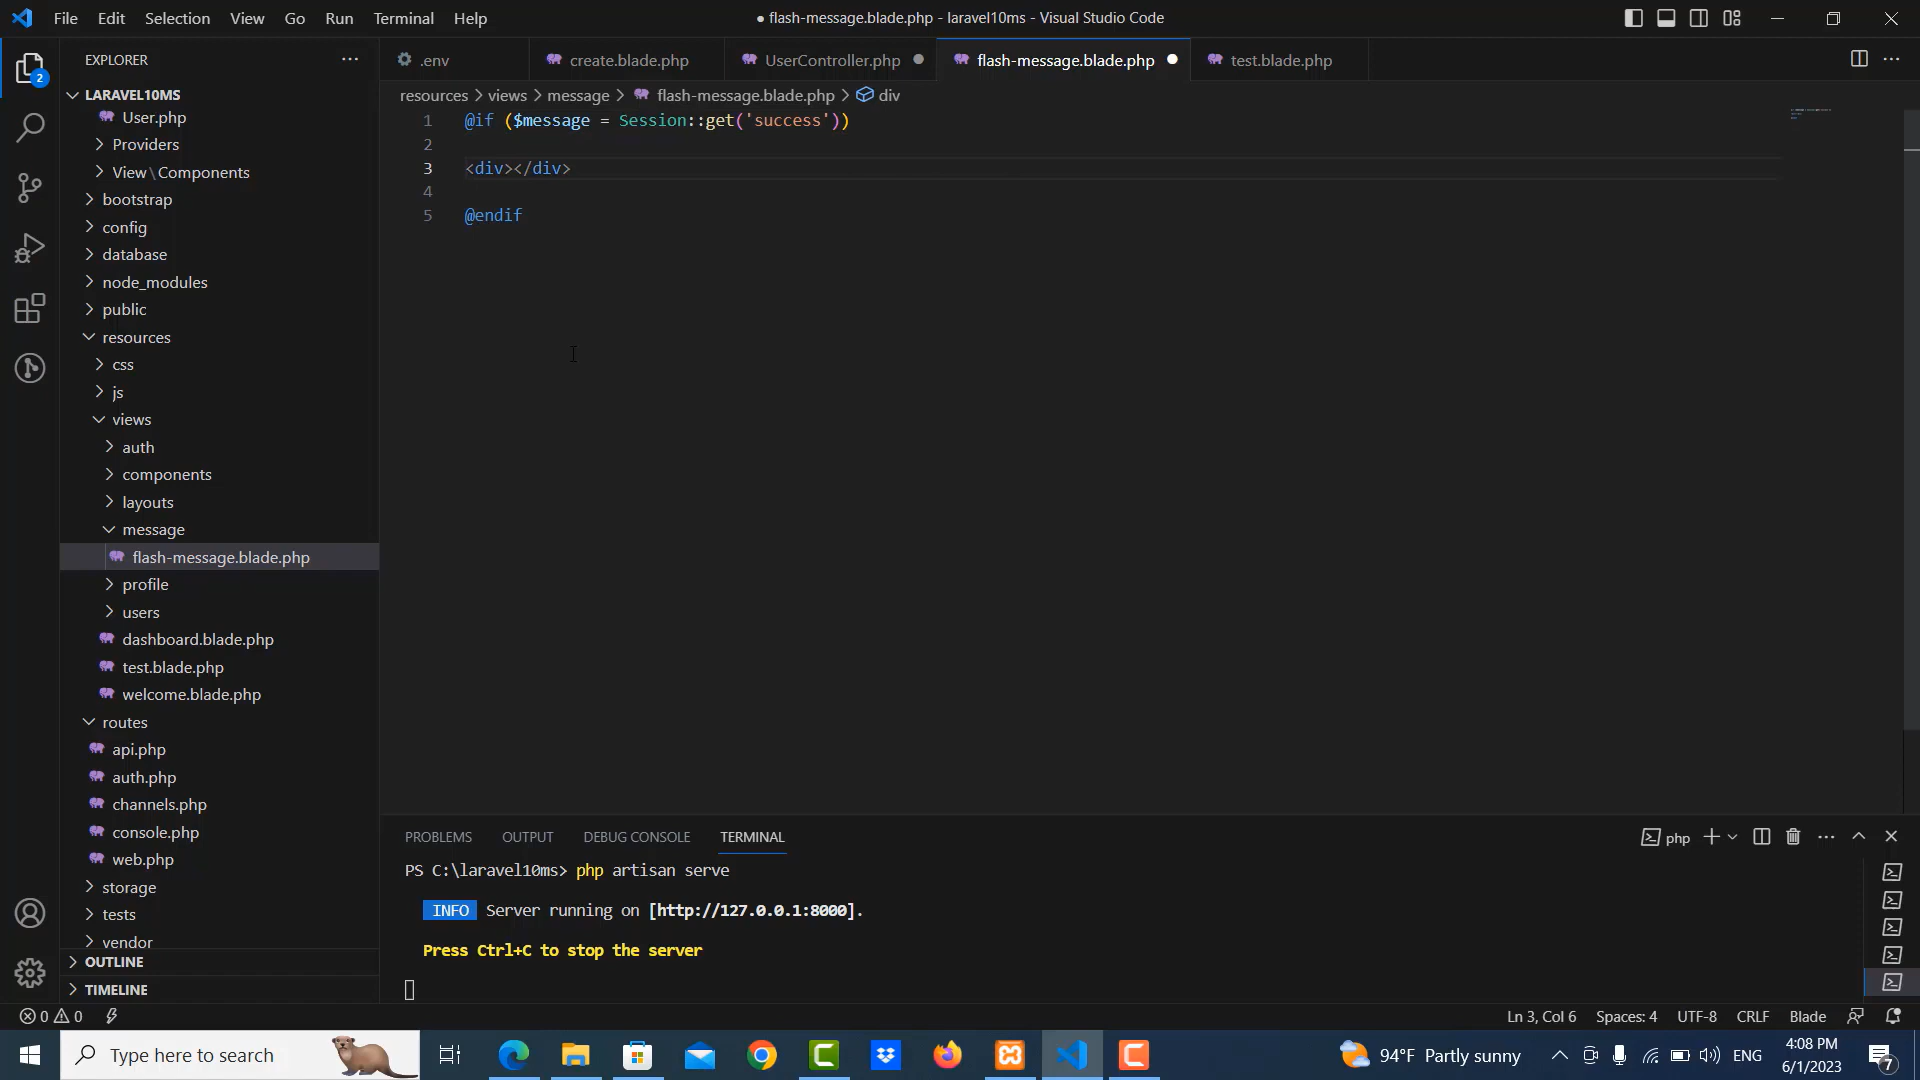 File Edit Selection View Go Run Terminal Help
● flash-message.blade.php - laravel10ms - Visual Studio Code
EXPLORER
.env
create.blade.php
UserController.php
flash-message.blade.php
test.blade.php
resources > views > message > flash-message.blade.php > div
LARAVEL10MS
User.php
Providers
View\Components
bootstrap
config
database
node_modules
public
resources
css
js
views
auth
components
layouts
message
flash-message.blade.php
profile
users
dashboard.blade.php
test.blade.php
welcome.blade.php
routes
api.php
auth.php
channels.php
console.php
web.php
storage
tests
vendor
OUTLINE
TIMELINE
1 @if ($message = Session::get('success'))
2
3 <div></div>
4
5 @endif
PROBLEMS OUTPUT DEBUG CONSOLE TERMINAL
php
PS C:\laravel10ms> php artisan serve
INFO Server running on [http://127.0.0.1:8000].
Press Ctrl+C to stop the server
2
0 0
Ln 3, Col 6 Spaces: 4 UTF-8 CRLF Blade
Type here to search
94°F Partly sunny
ENG
4:08 PM
6/1/2023
7